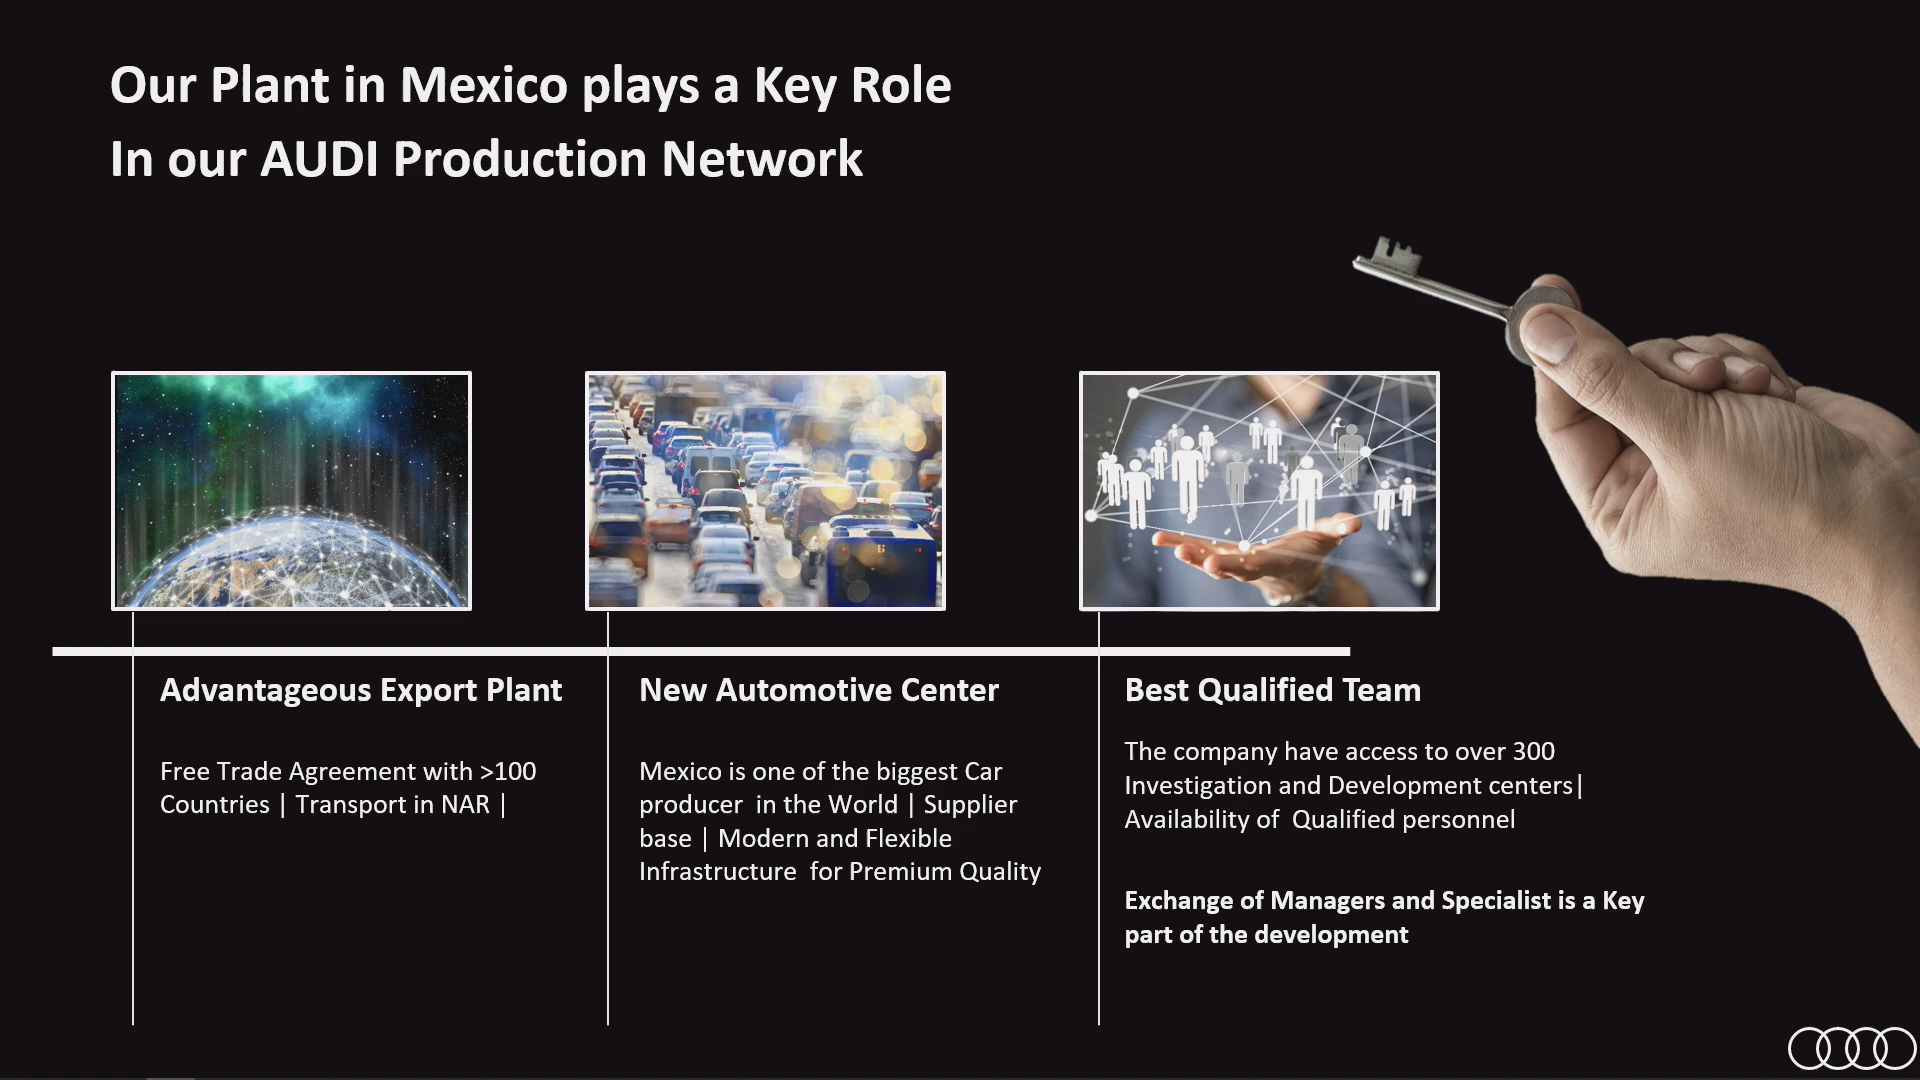 Our Plant in Mexico plays a Key Role
In our AUDI Production Network
Advantageous Export Plant
Free Trade Agreement with >100
Countries | Transport in NAR |
New Automotive Center
Mexico is one of the biggest Car
producer  in the World | Supplier
base | Modern and Flexible
Infrastructure  for Premium Quality
Best Qualified Team
The company have access to over 300
Investigation and Development centers|
Availability of  Qualified personnel
Exchange of Managers and Specialist is a Key
part of the development